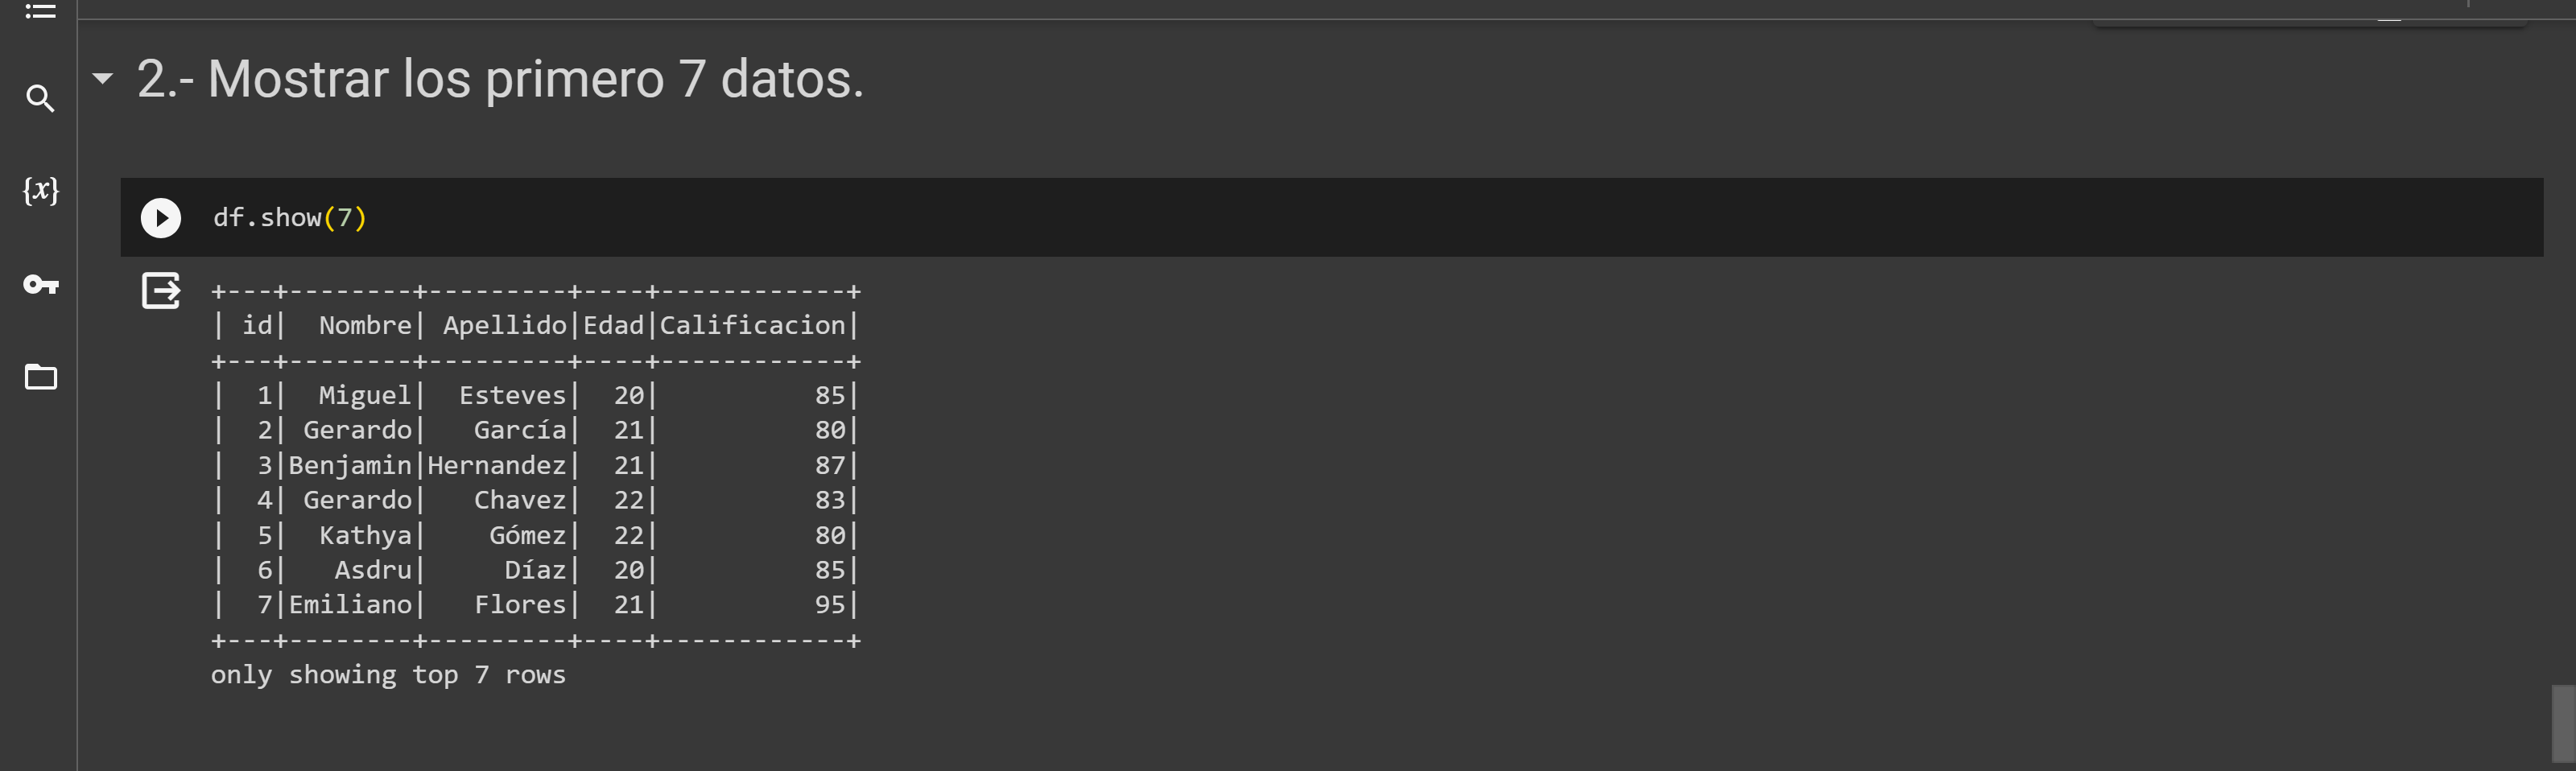 2.- Mostrar los primero 7 datos.
{x}
df.show(7)
+---+--------+---------+----+------------+
| id|  Nombre| Apellido|Edad|Calificacion|
+---+--------+---------+----+------------+
|  1|  Miguel|  Esteves|  20|          85|
|  2| Gerardo|   García|  21|          80|
|  3|Benjamin|Hernandez|  21|          87|
|  4| Gerardo|   Chavez|  22|          83|
|  5|  Kathya|    Gómez|  22|          80|
|  6|   Asdru|     Díaz|  20|          85|
|  7|Emiliano|   Flores|  21|          95|
+---+--------+---------+----+------------+
only showing top 7 rows